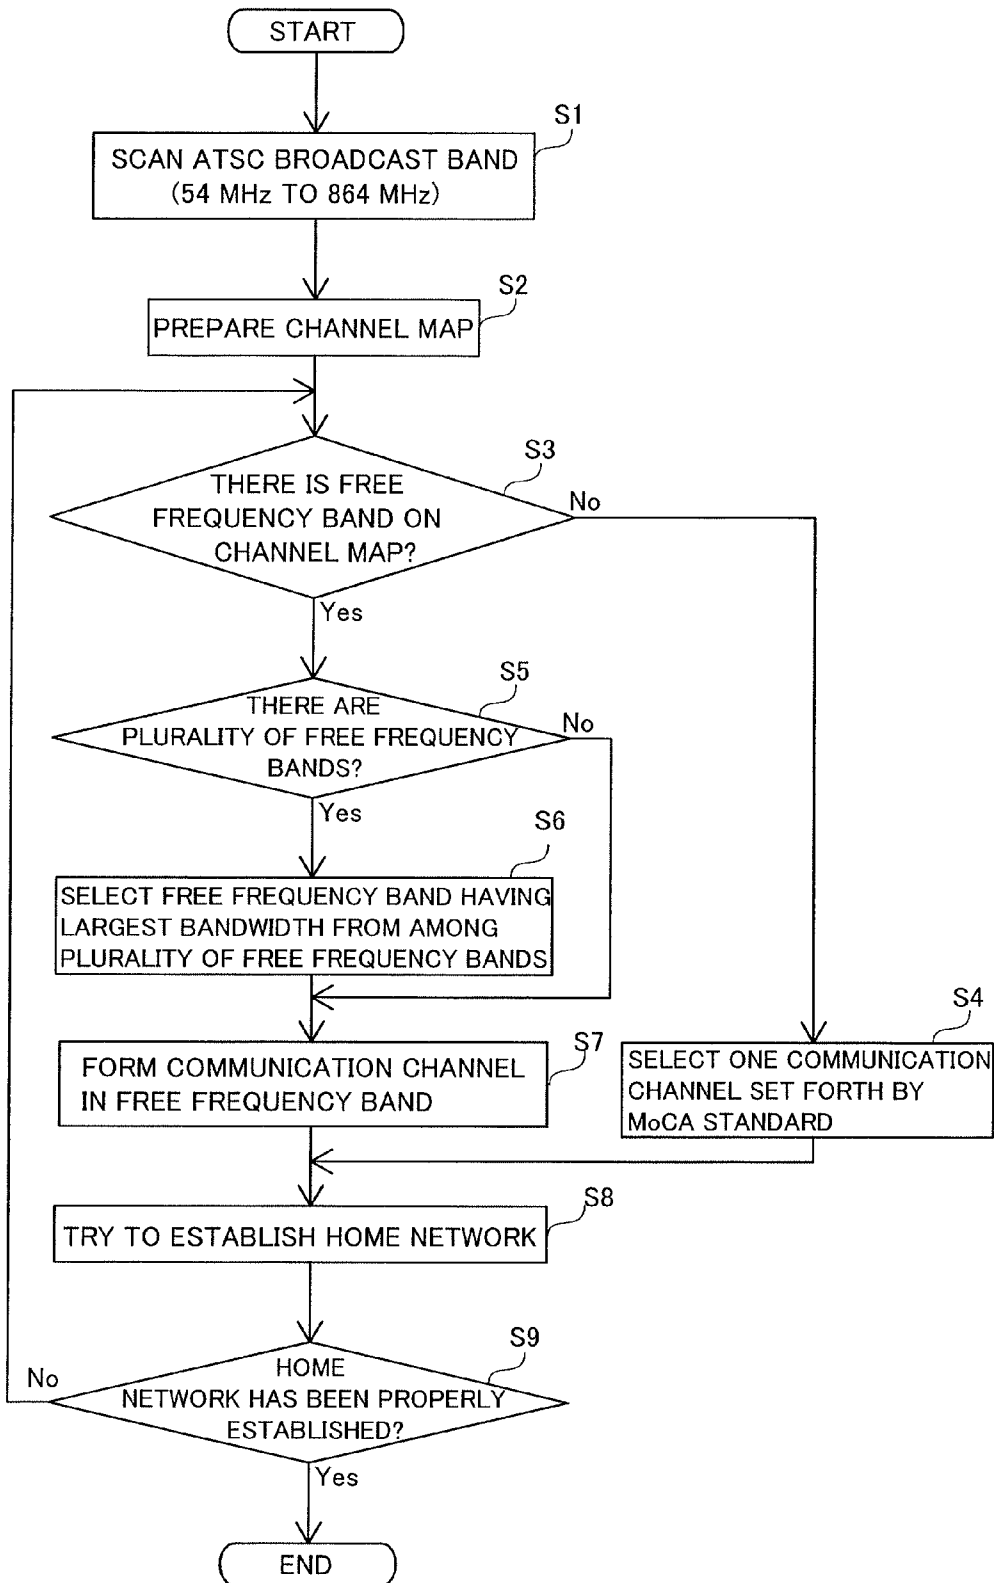 START
S1
SCAN ATSC BROADCAST BAND
(54 MHz TO 864 MHz)
S2
PREPARE CHANNEL MAP
S3
THERE IS FREE
FREQUENCY BAND ON
CHANNEL MAP?
No
Yes
S5
THERE ARE
PLURALITY OF FREE FREQUENCY
BANDS?
No
Yes
S6
SELECT FREE FREQUENCY BAND HAVING
LARGEST BANDWIDTH FROM AMONG
PLURALITY OF FREE FREQUENCY BANDS
S7
FORM COMMUNICATION CHANNEL
IN FREE FREQUENCY BAND
S4
SELECT ONE COMMUNICATION
CHANNEL SET FORTH BY
MoCA STANDARD
S8
TRY TO ESTABLISH HOME NETWORK
S9
HOME
NETWORK HAS BEEN PROPERLY
ESTABLISHED?
No
Yes
END